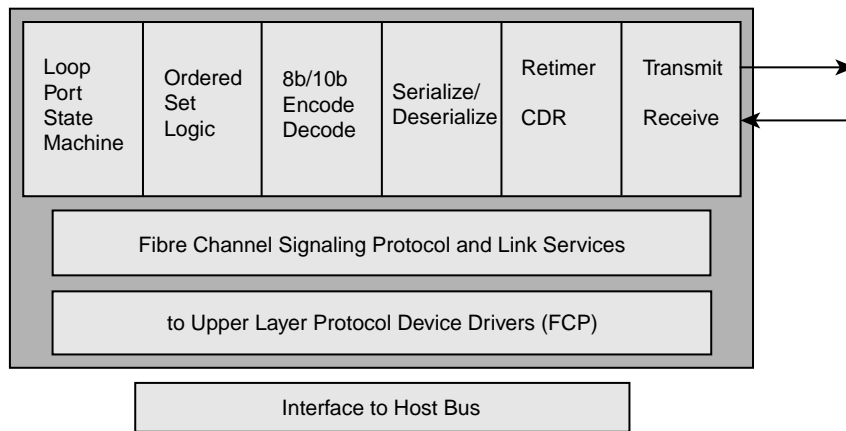 Loop
Port
State
Machine
Ordered
Set
Logic
8b/10b
Encode
Decode
Serialize/
Deserialize
Retimer
CDR
Transmit
Receive
Fibre Channel Signaling Protocol and Link Services
to Upper Layer Protocol Device Drivers (FCP)
Interface to Host Bus